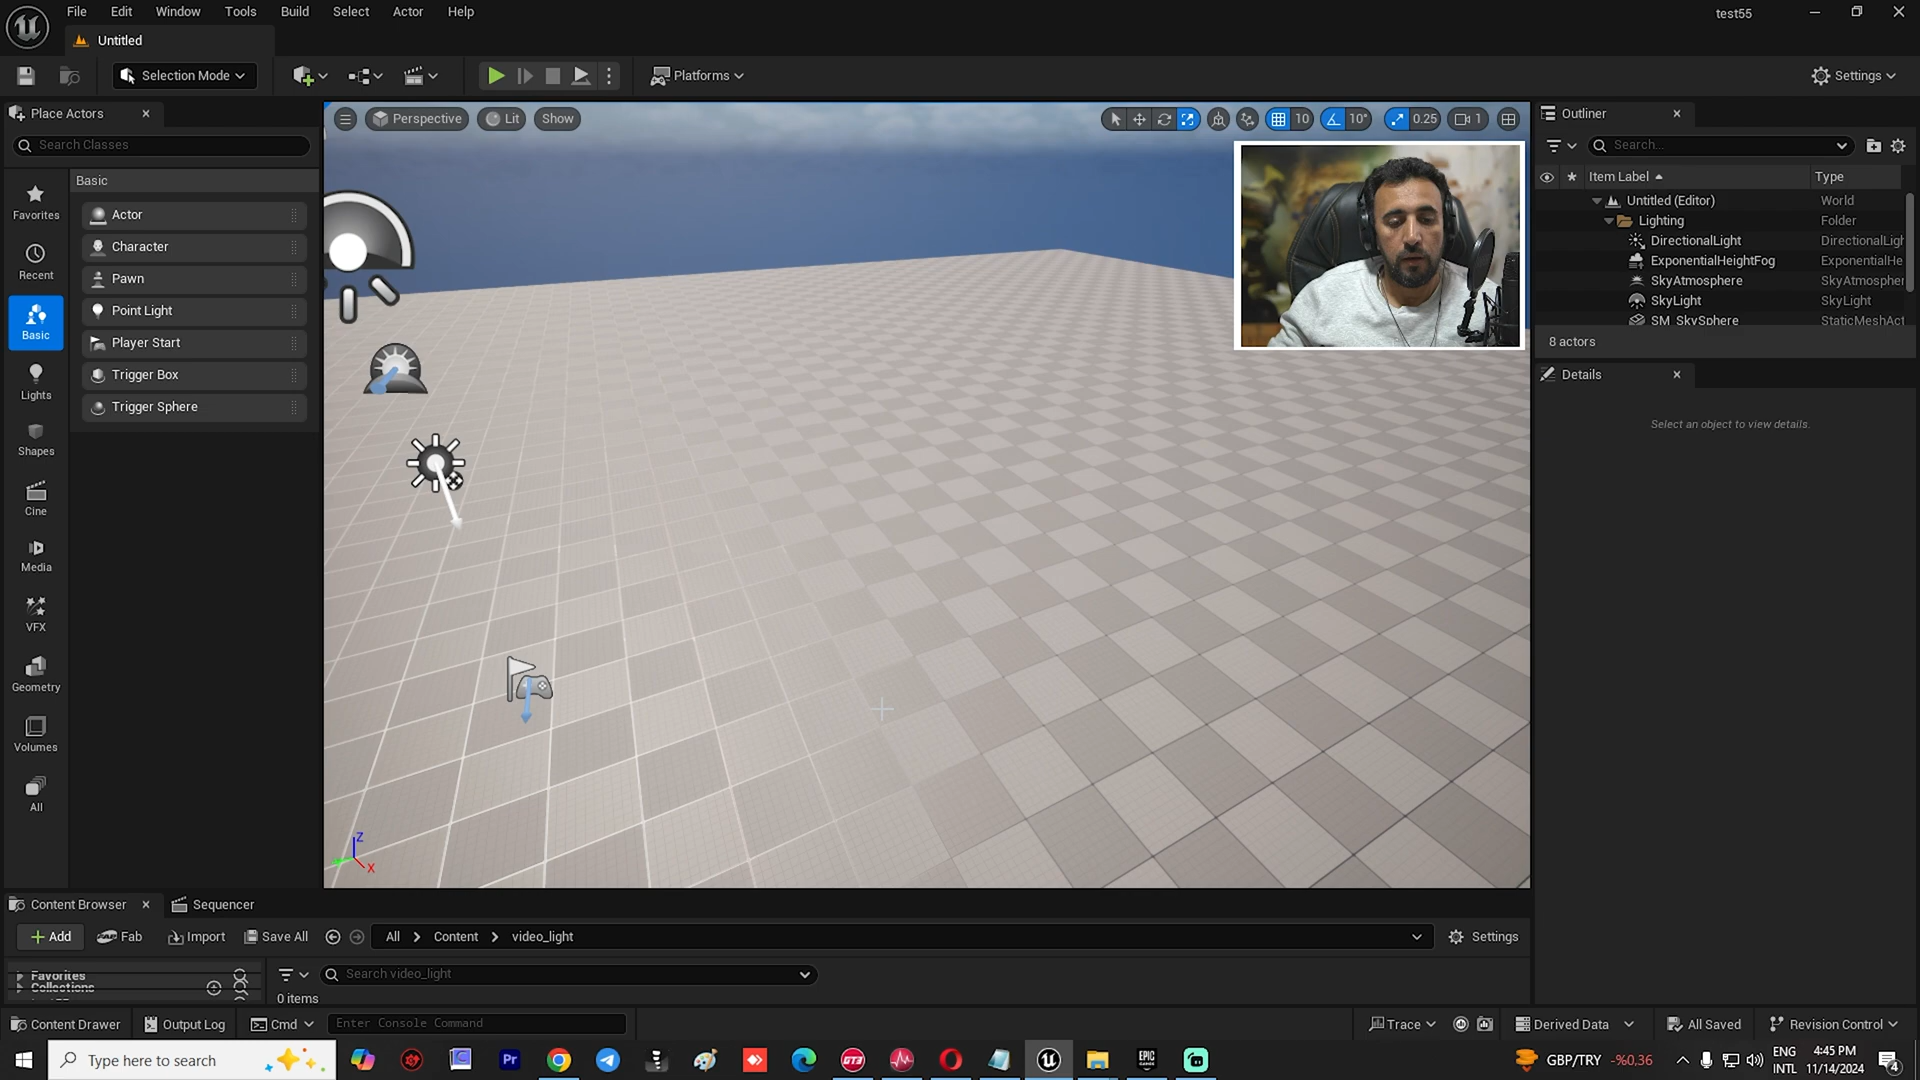 File Edit Window Tools Build Select Actor Help
test55
Untitled
Selection Mode
Platforms
Settings
Place Actors
Search Classes
Favorites
Recent
Basic
Lights
Shapes
Cine
Media
VFX
Geometry
Volumes
All
Basic
Actor
Character
Pawn
Point Light
Player Start
Trigger Box
Trigger Sphere
Perspective Lit Show
10 10° 0.25 1
Z
X
Outliner
Search...
Item Label Type
Untitled (Editor) World
Lighting Folder
DirectionalLight DirectionalLigh
ExponentialHeightFog ExponentialHe
SkyAtmosphere SkyAtmospher
SkyLight SkyLight
SM_SkySphere StaticMeshAct
8 actors
Details
Select an object to view details.
Content Browser Sequencer
Add Fab Import Save All All Content video_light Settings
Favorites
Collections
Search video_light
0 items
Content Drawer Output Log Cmd Enter Console Command Trace Derived Data All Saved Revision Control
Type here to search
Pr
GT3
EPIC GAMES
GBP/TRY -%0,36
ENG
INTL
4:45 PM
11/14/2024
4